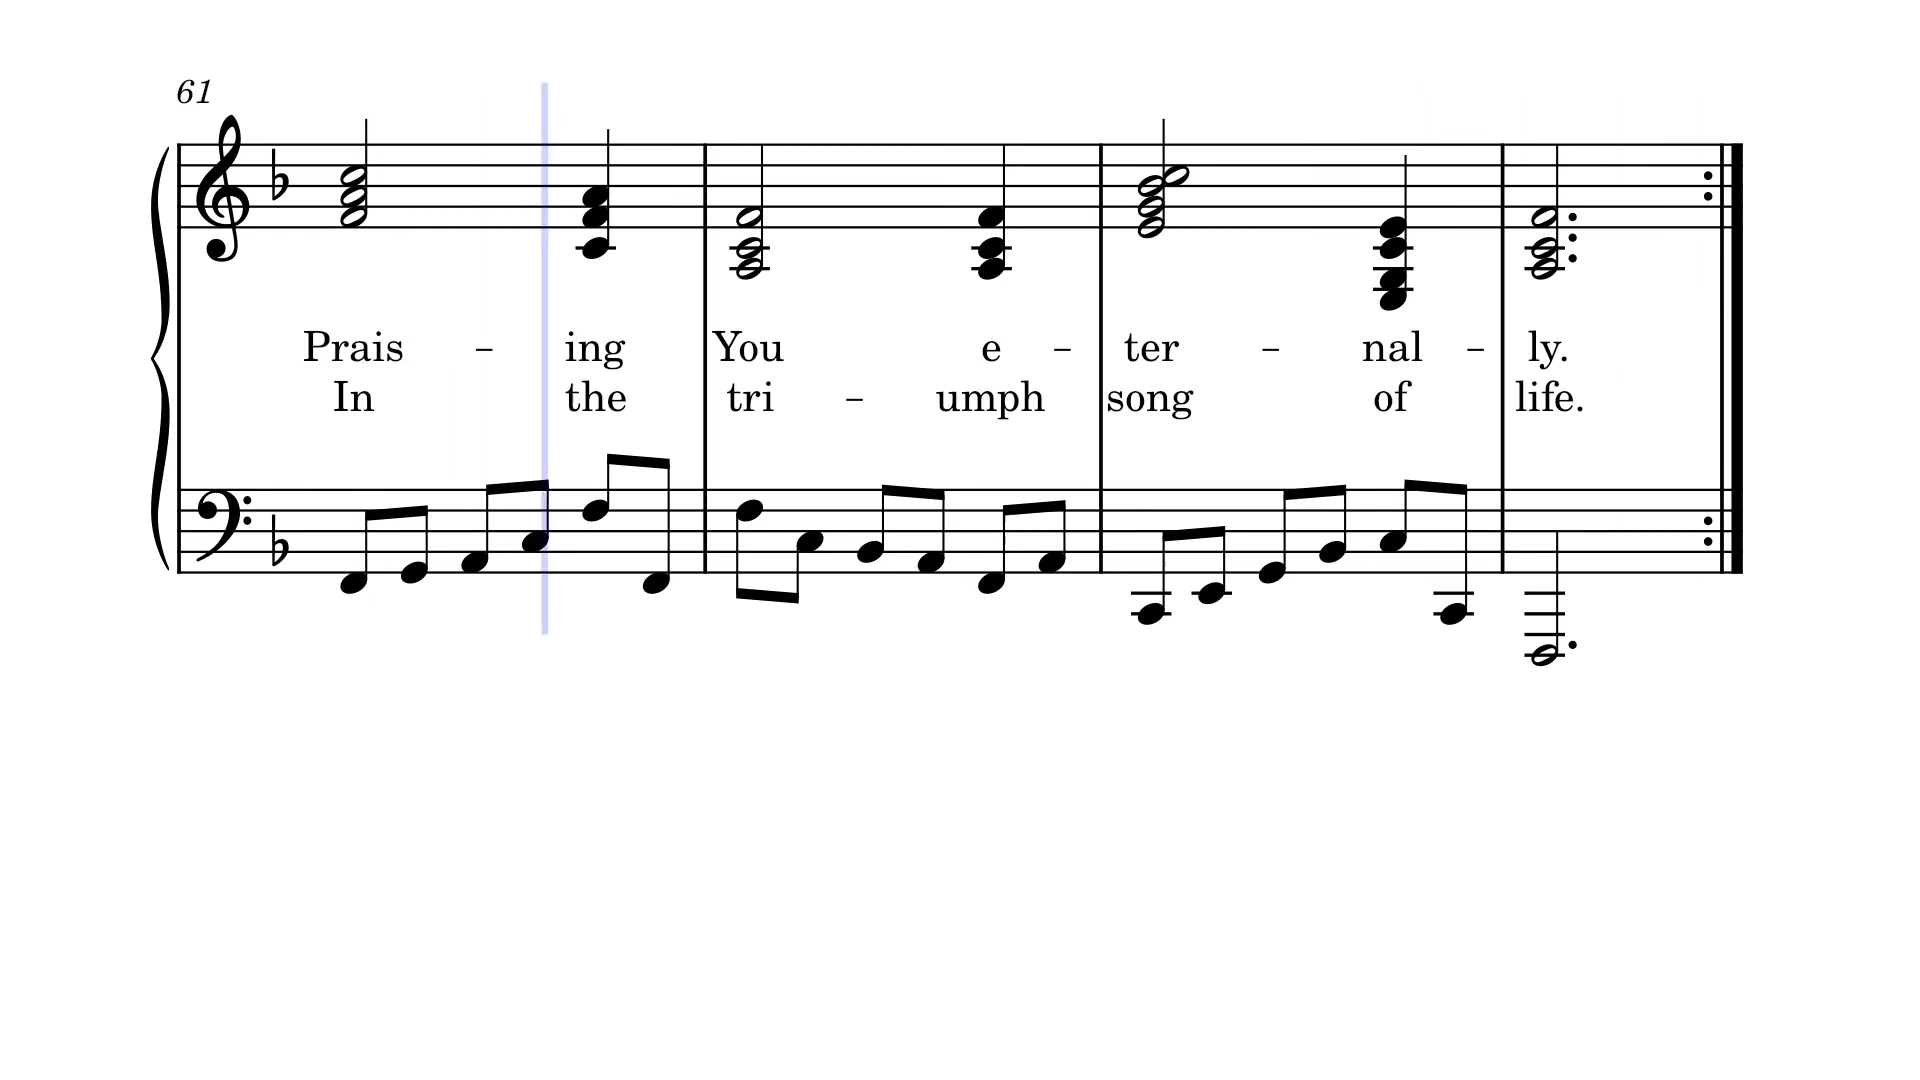 61
Prais - ing You e - ter - nal - ly.
In the tri - umph song of life.